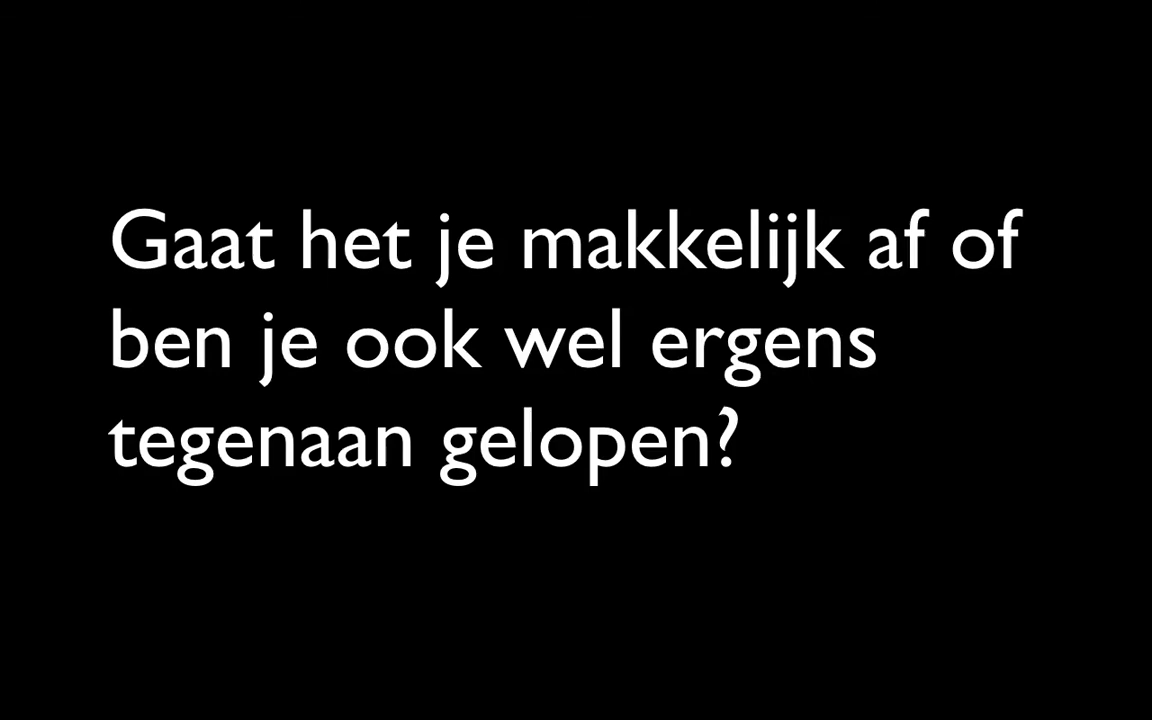 Gaat het je makkelijk af of
ben je ook wel ergens
tegenaan gelopen?